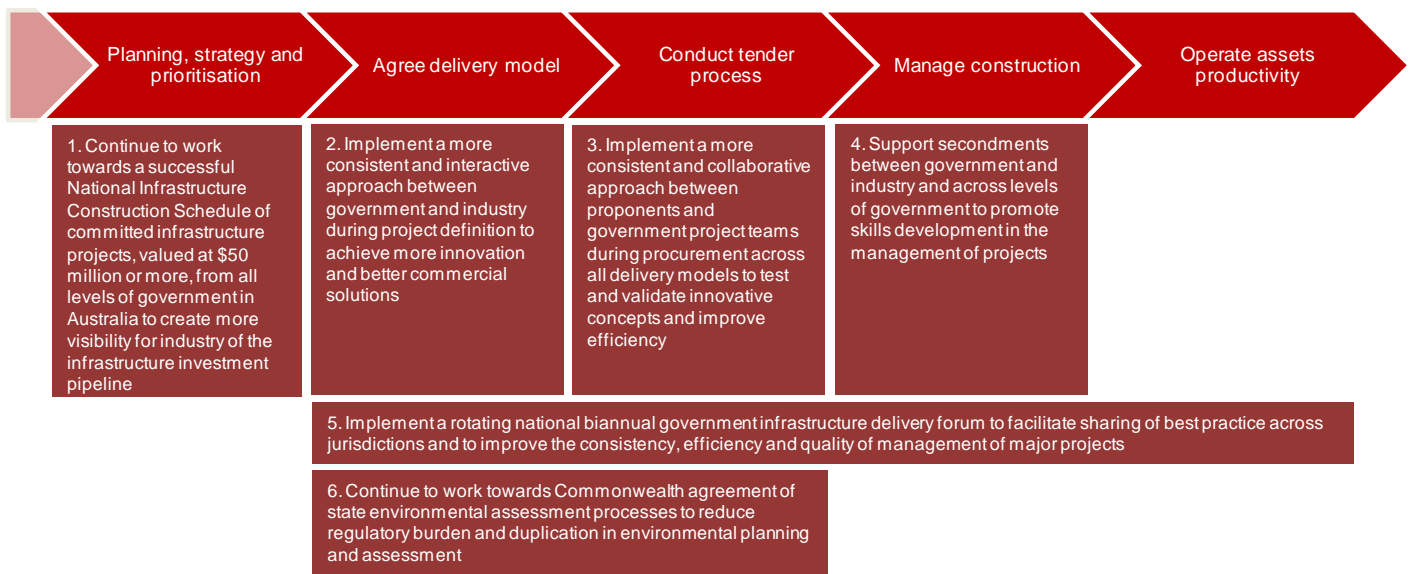 Planning, strategy and
prioritisation
Agree delivery model
Conduct tender
process
Manage construction
Operate assets
productivity
1. Continue to work
towards a successful
National Infrastructure
Construction Schedule of
committed infrastructure
projects, valued at $50
million or more, from all
levels of government in
Australia to create more
visibility for industry of the
infrastructure investment
pipeline
2. Implement a more
consistent and interactive
approach between
government and industry
during project definition to
achieve more innovation
and better commercial
solutions
3. Implement a more
consistent and collaborative
approach between
proponents and
government project teams
during procurement across
all delivery models to test
and validate innovative
concepts and improve
efficiency
4. Support secondments
between government and
industry and across levels
of government to promote
skills development in the
management of projects
5. Implement a rotating national biannual government infrastructure delivery forum to facilitate sharing of best practice across
jurisdictions and to improve the consistency, efficiency and quality of management of major projects
6. Continue to work towards Commonwealth agreement of
state environmental assessment processes to reduce
regulatory burden and duplication in environmental planning
and assessment